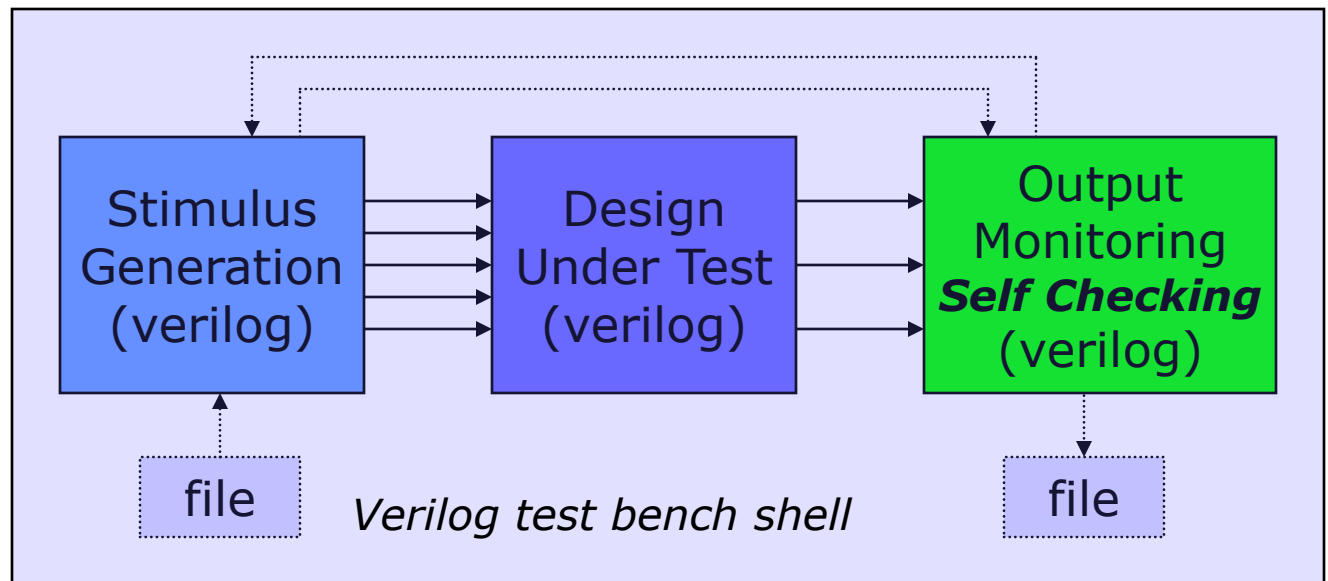 Stimulus
Generation
(verilog)
Design
Under Test
(verilog)
Output
Monitoring
Self Checking
(verilog)
file
Verilog test bench shell
file